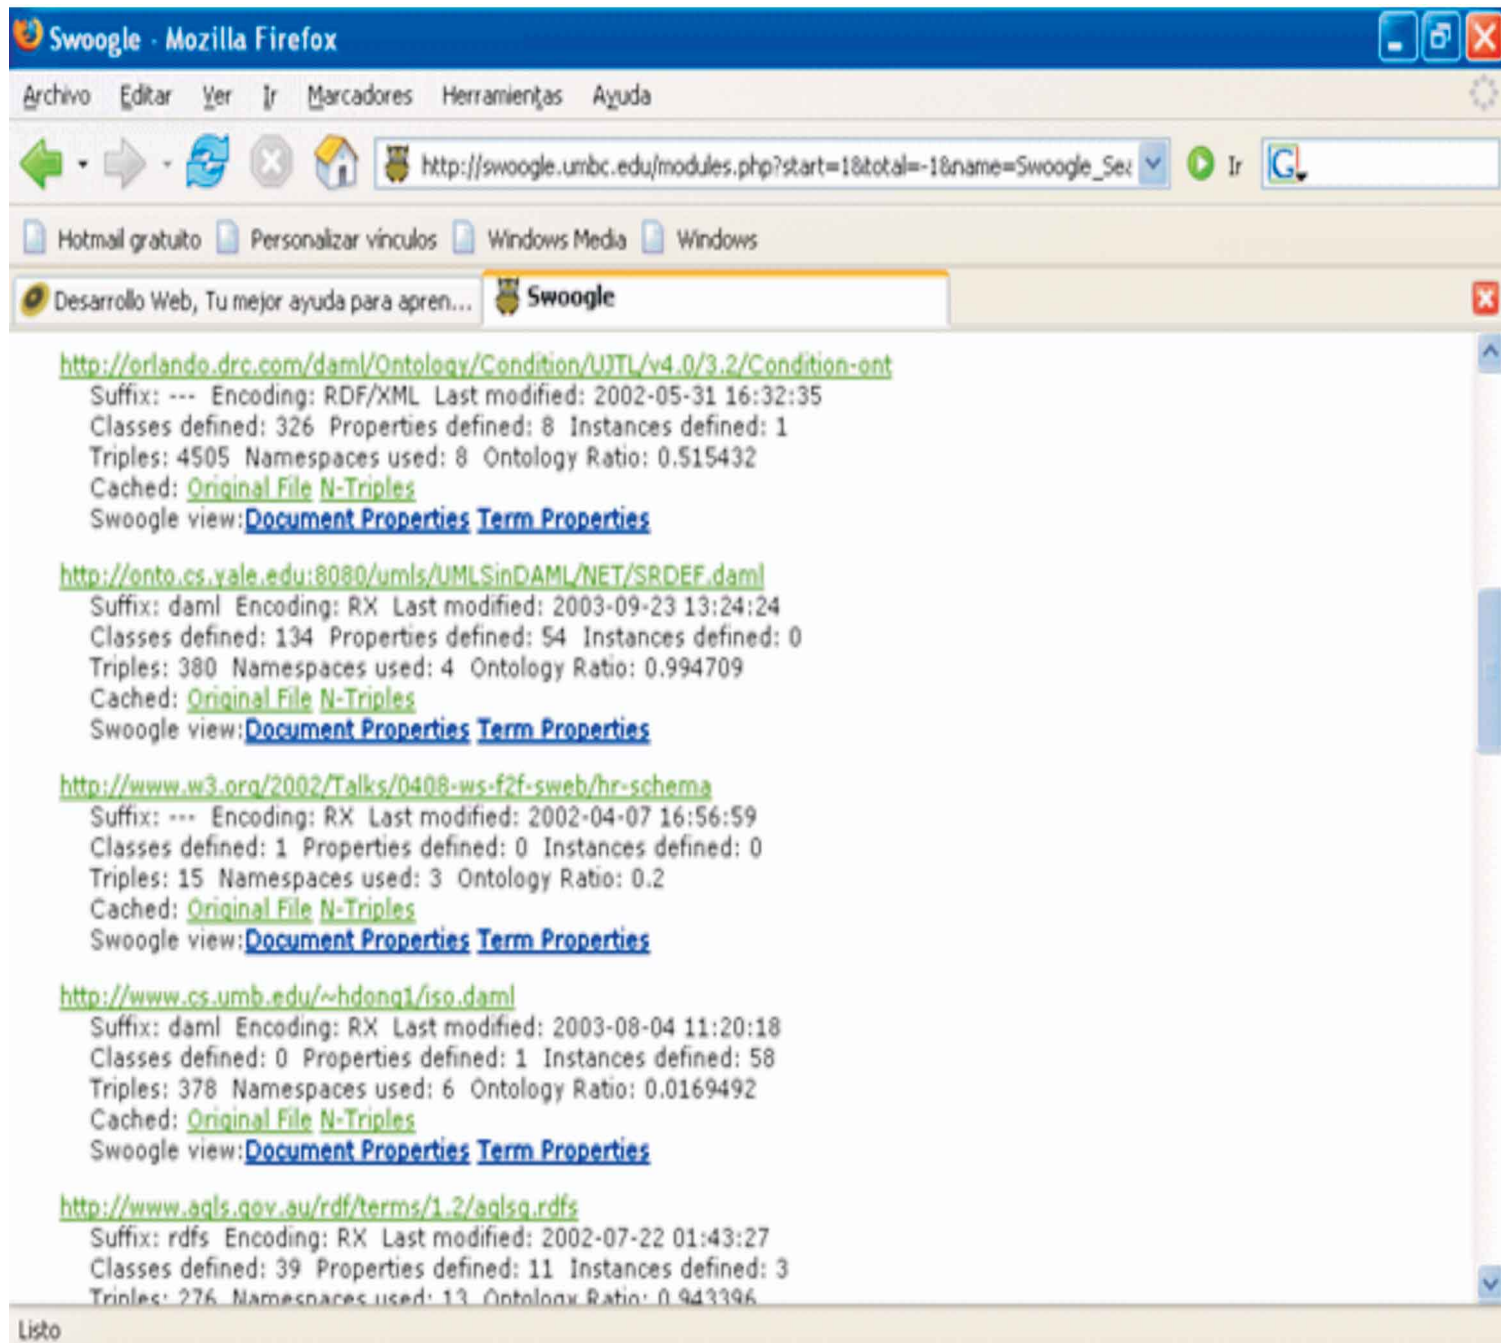 Swoogle - Mozilla Firefox
Archivo Editar Ver Ir Marcadores Herramientas Ayuda
http://swoogle.umbc.edu/modules.php?start=1&total=-1&name=Swoogle_Sea Ir G
Hotmail gratuito Personalizar vínculos Windows Media Windows
Desarrollo Web, Tu mejor ayuda para apren... Swoogle
http://orlando.drc.com/daml/Ontology/Condition/UJTL/v4.0/3.2/Condition-ont
Suffix: --- Encoding: RDF/XML Last modified: 2002-05-31 16:32:35
Classes defined: 326 Properties defined: 8 Instances defined: 1
Triples: 4505 Namespaces used: 8 Ontology Ratio: 0.515432
Cached: Original File N-Triples
Swoogle view:Document Properties Term Properties
http://onto.cs.yale.edu:8080/umls/UMLSinDAML/NET/SRDEF.daml
Suffix: daml Encoding: RX Last modified: 2003-09-23 13:24:24
Classes defined: 134 Properties defined: 54 Instances defined: 0
Triples: 380 Namespaces used: 4 Ontology Ratio: 0.994709
Cached: Original File N-Triples
Swoogle view:Document Properties Term Properties
http://www.w3.org/2002/Talks/0408-ws-f2f-sweb/hr-schema
Suffix: --- Encoding: RX Last modified: 2002-04-07 16:56:59
Classes defined: 1 Properties defined: 0 Instances defined: 0
Triples: 15 Namespaces used: 3 Ontology Ratio: 0.2
Cached: Original File N-Triples
Swoogle view:Document Properties Term Properties
http://www.cs.umb.edu/~hdong1/iso.daml
Suffix: daml Encoding: RX Last modified: 2003-08-04 11:20:18
Classes defined: 0 Properties defined: 1 Instances defined: 58
Triples: 378 Namespaces used: 6 Ontology Ratio: 0.0169492
Cached: Original File N-Triples
Swoogle view:Document Properties Term Properties
http://www.agls.gov.au/rdf/terms/1.2/aglsq.rdfs
Suffix: rdfs Encoding: RX Last modified: 2002-07-22 01:43:27
Classes defined: 39 Properties defined: 11 Instances defined: 3
Triples: 276 Namespaces used: 13 Ontology Ratio: 0.943396
Listo